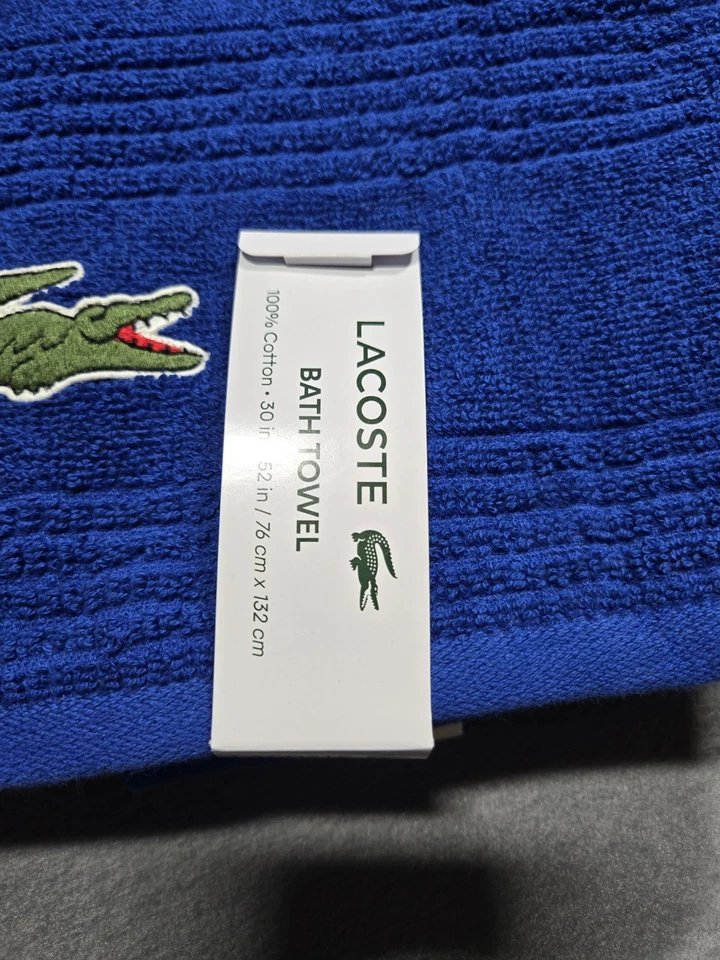 LACOSTE
BATH TOWEL
100% Cotton • 30 in 52 in / 76 cm x 132 cm